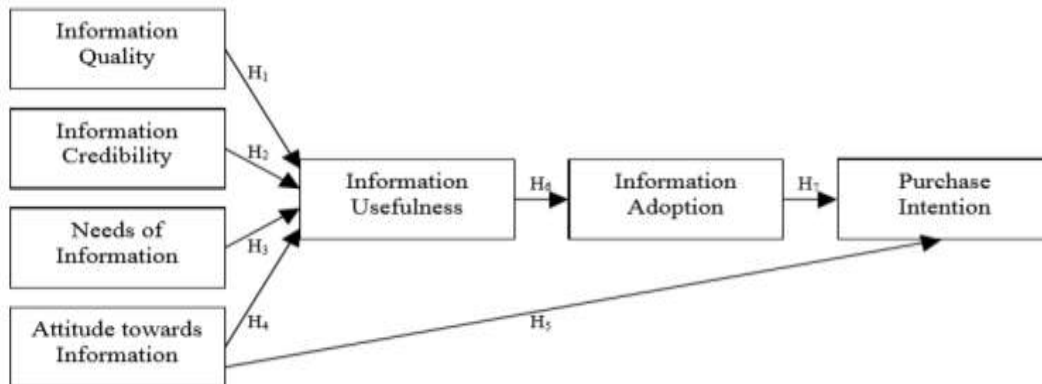 Information
Quality
H₁
Information
Credibility
H₂
Information
Usefulness
H₆
Information
Adoption
H₇
Purchase
Intention
Needs of
Information
H₃
Attitude towards
Information
H₄
H₅